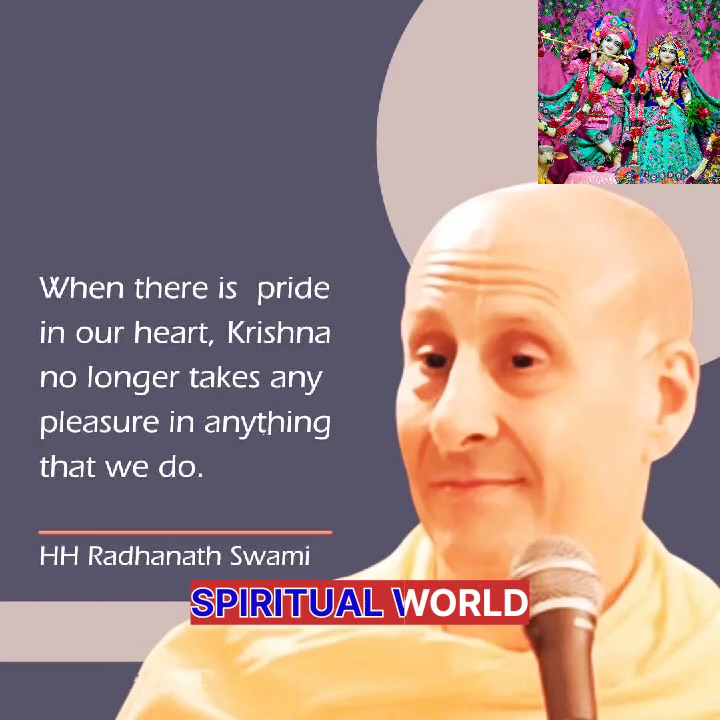 When there is pride
in our heart, Krishna
no longer takes any
pleasure in anything
that we do.
HH Radhanath Swami
SPIRITUAL WORLD